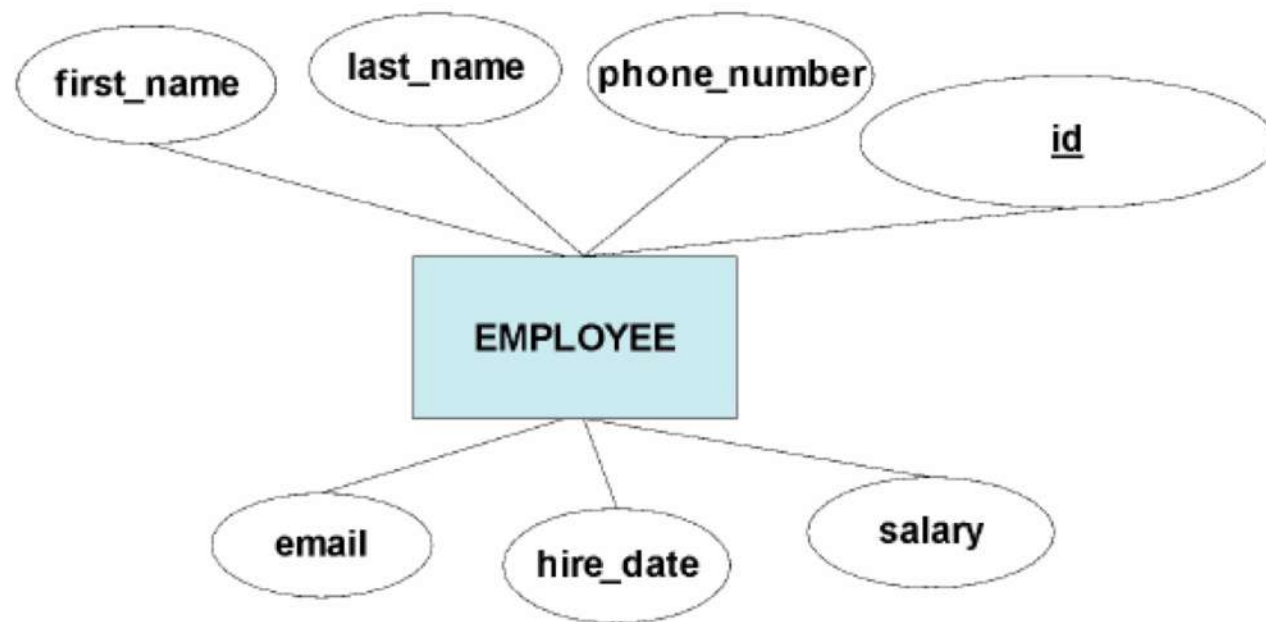 first_name
last_name
phone_number
id
EMPLOYEE
email
hire_date
salary